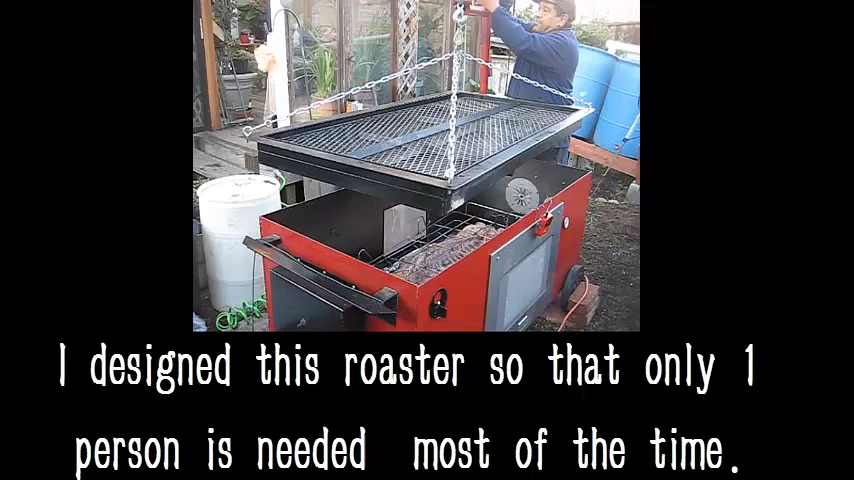 I designed this roaster so that only 1
person is needed most of the time.